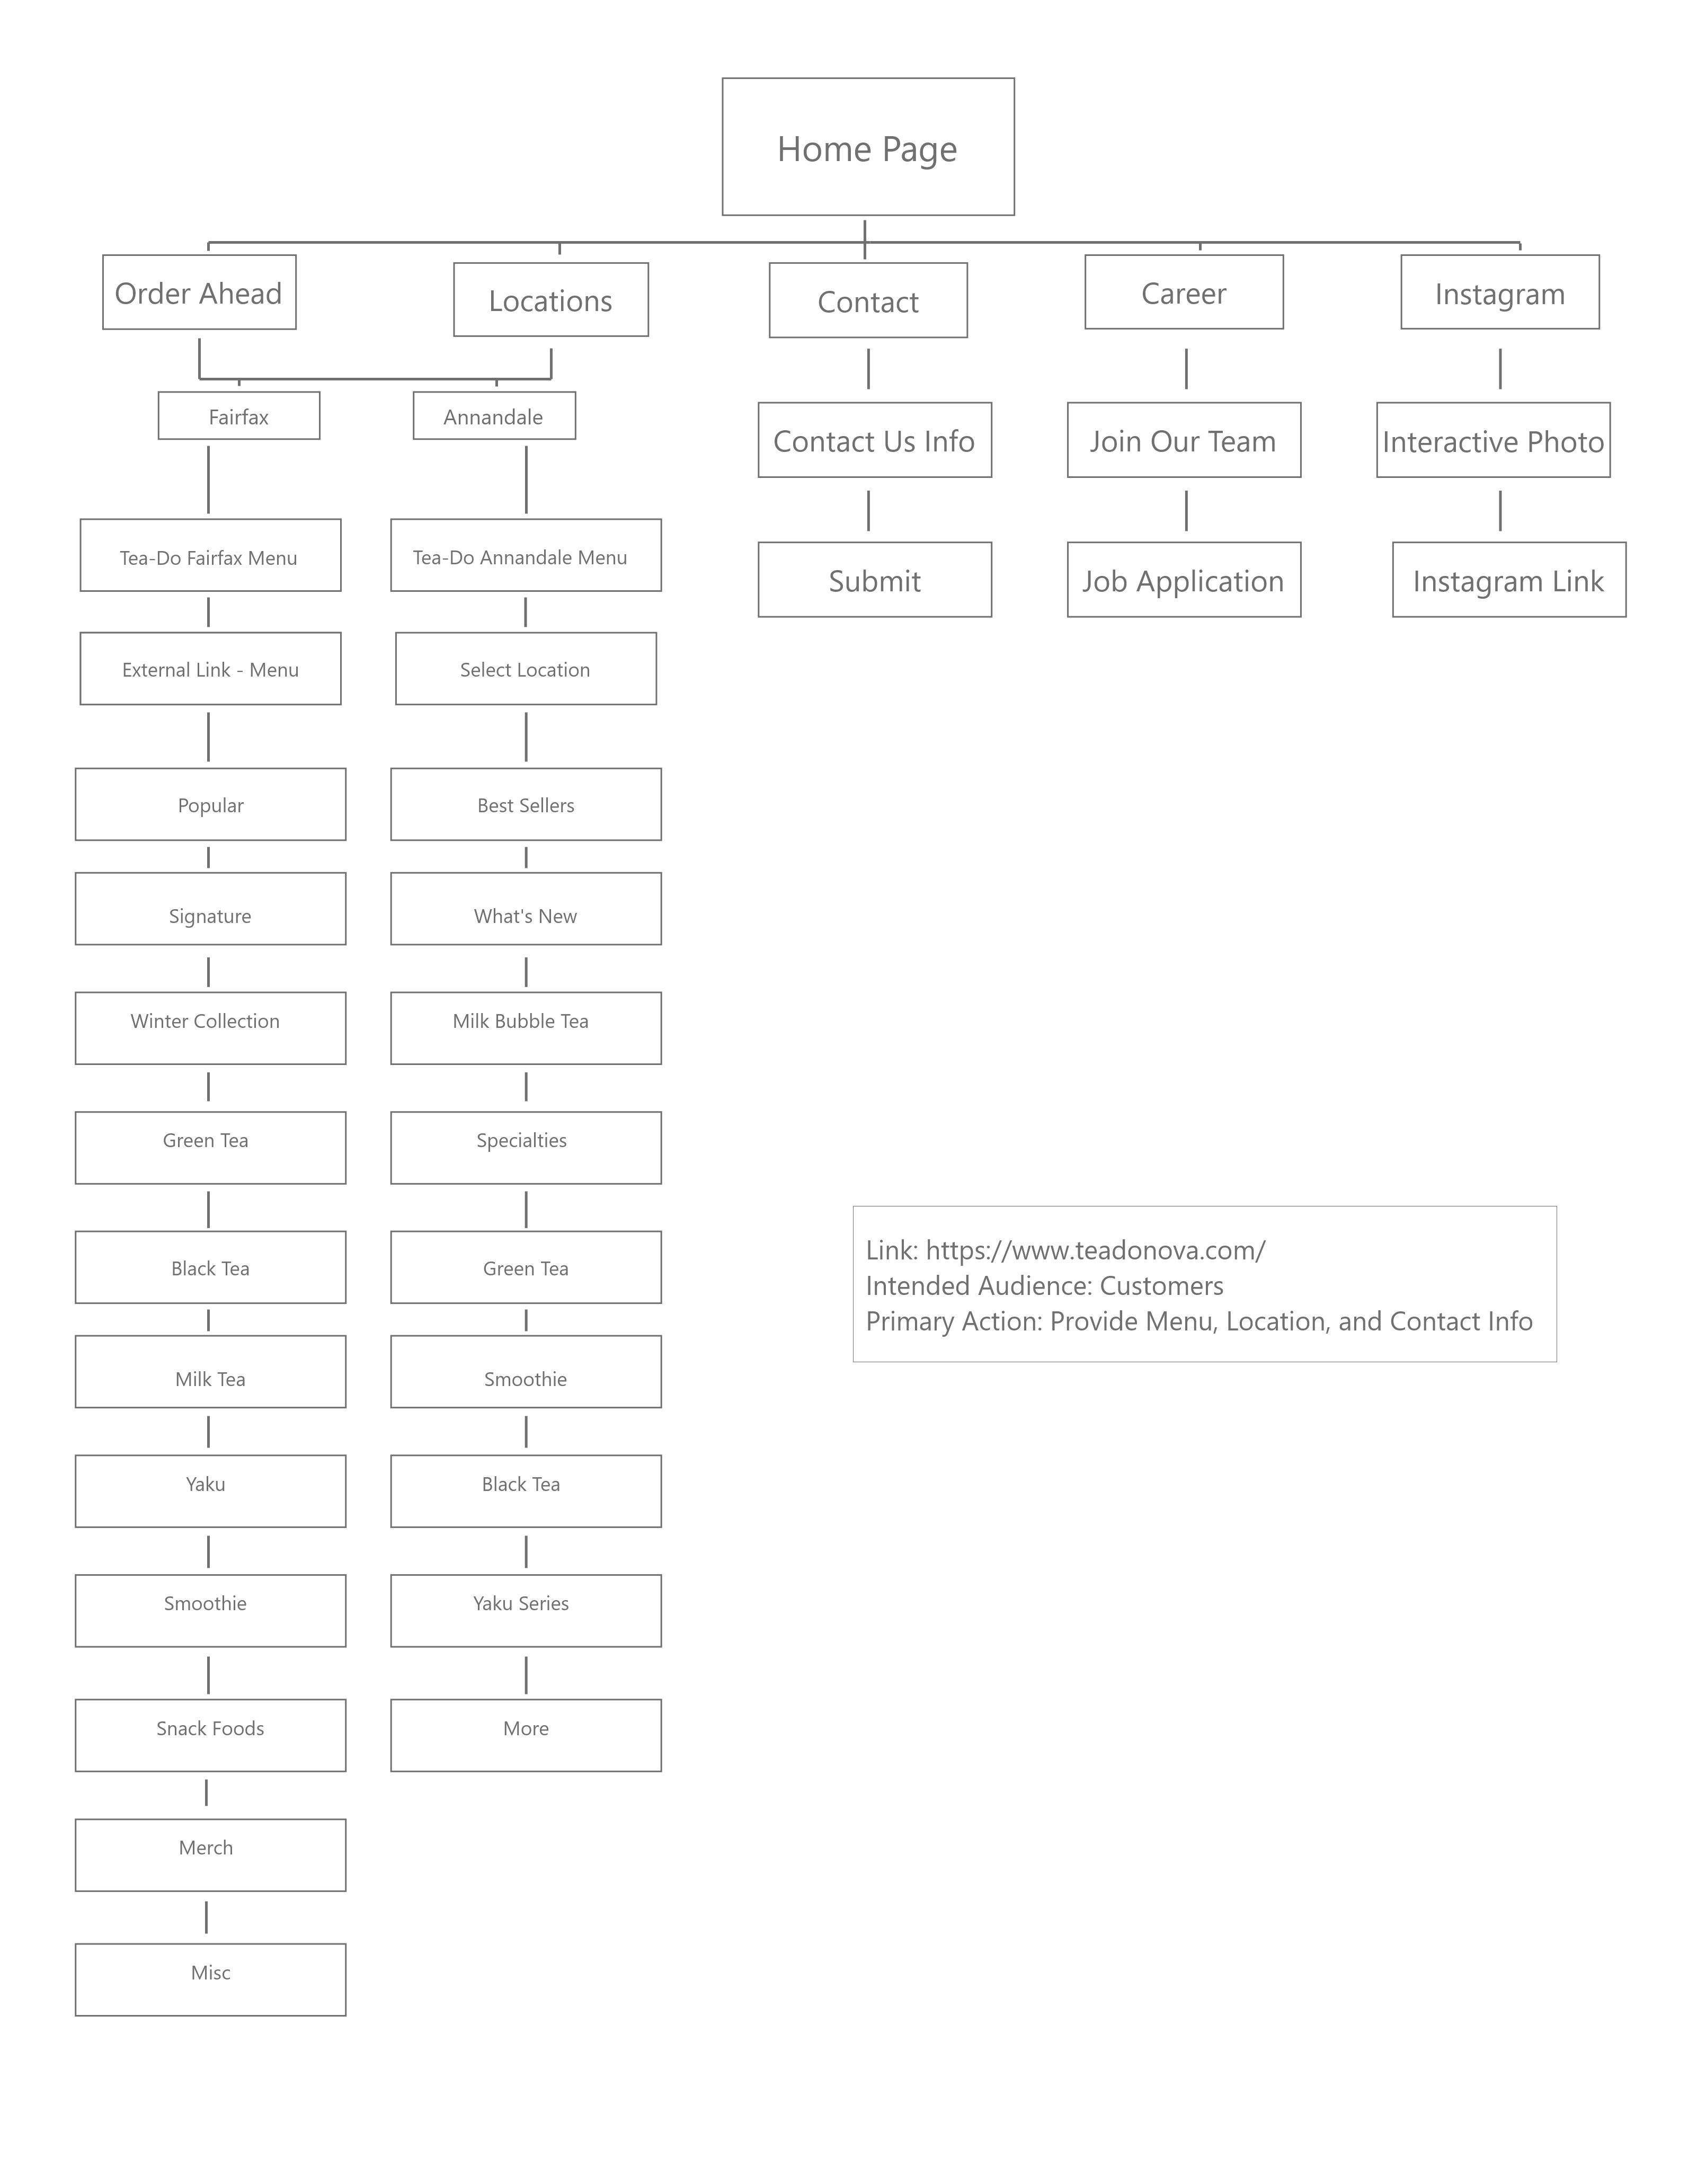 Home Page
Order Ahead
Locations
Contact
Career
Instagram
Fairfax
Annandale
Contact Us Info
Join Our Team
Interactive Photo
Tea-Do Fairfax Menu
Tea-Do Annandale Menu
Submit
Job Application
Instagram Link
External Link - Menu
Select Location
Popular
Best Sellers
Signature
What's New
Winter Collection
Milk Bubble Tea
Green Tea
Specialties
Black Tea
Green Tea
Milk Tea
Smoothie
Yaku
Black Tea
Smoothie
Yaku Series
Snack Foods
More
Merch
Misc
Link: https://www.teadonova.com/
Intended Audience: Customers
Primary Action: Provide Menu, Location, and Contact Info